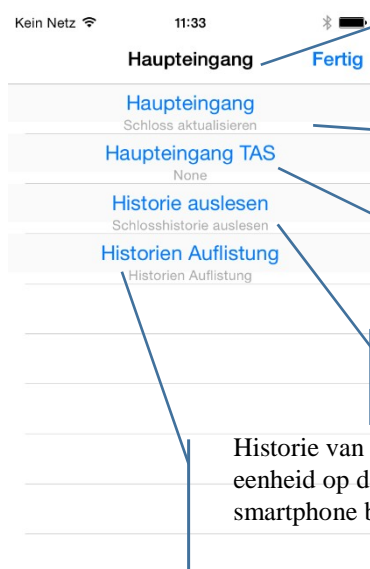 Kein Netz 11:33
Haupteingang Fertig
Haupteingang
Schloss aktualisieren
Haupteingang TAS
None
Historie auslesen
Schlosshistorie auslesen
Historien Auflistung
Historien Auflistung
Historie van
eenheid op d
smartphone b